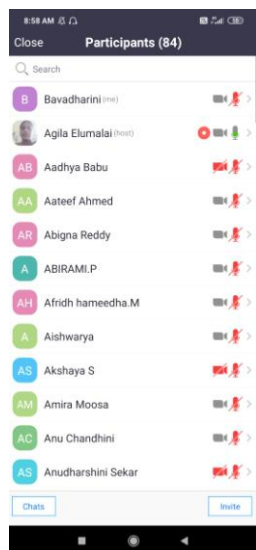 8:58 AM
Close Participants (84)
Search
B Bavadharini (me)
Agila Elumalai (host)
AB Aadhya Babu
AA Aateef Ahmed
AR Abigna Reddy
A ABIRAMI.P
AH Afridh hameedha.M
A Aishwarya
AS Akshaya S
AM Amira Moosa
AC Anu Chandhini
AS Anudharshini Sekar
Chats Invite